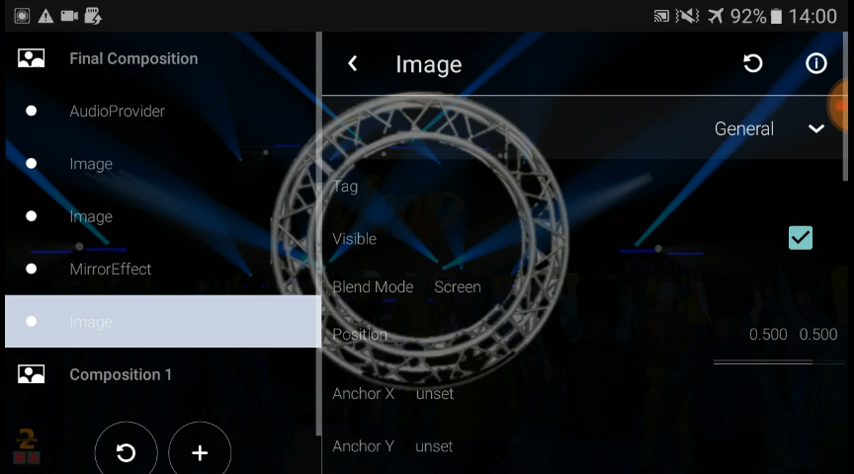 92% 14:00
Final Composition
AudioProvider
Image
Image
MirrorEffect
Image
Composition 1
Image
General
Tag
Visible
Blend Mode Screen
Position 0.500 0.500
Anchor X unset
Anchor Y unset
2